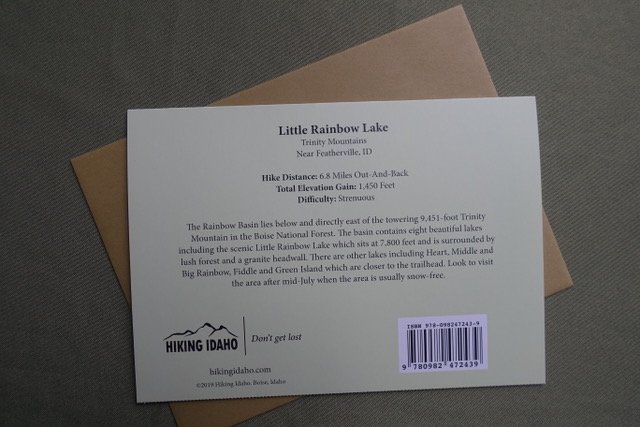 Little Rainbow Lake
Trinity Mountains
Near Featherville, ID
Hike Distance: 6.8 Miles Out-And-Back
Total Elevation Gain: 1,450 Feet
Difficulty: Strenuous
The Rainbow Basin lies below and directly east of the towering 9,451-foot Trinity
Mountain in the Boise National Forest. The basin contains eight beautiful lakes
including the scenic Little Rainbow Lake which sits at 7,800 feet and is surrounded by
lush forest and a granite headwall. There are other lakes including Heart, Middle and
Big Rainbow, Fiddle and Green Island which are closer to the trailhead. Look to visit
the area after mid-July when the area is usually snow-free.
HIKING IDAHO
Don't get lost
hikingidaho.com
©2019 Hiking Idaho. Boise, Idaho
ISBN 978-098247243-9
9 780982 472439